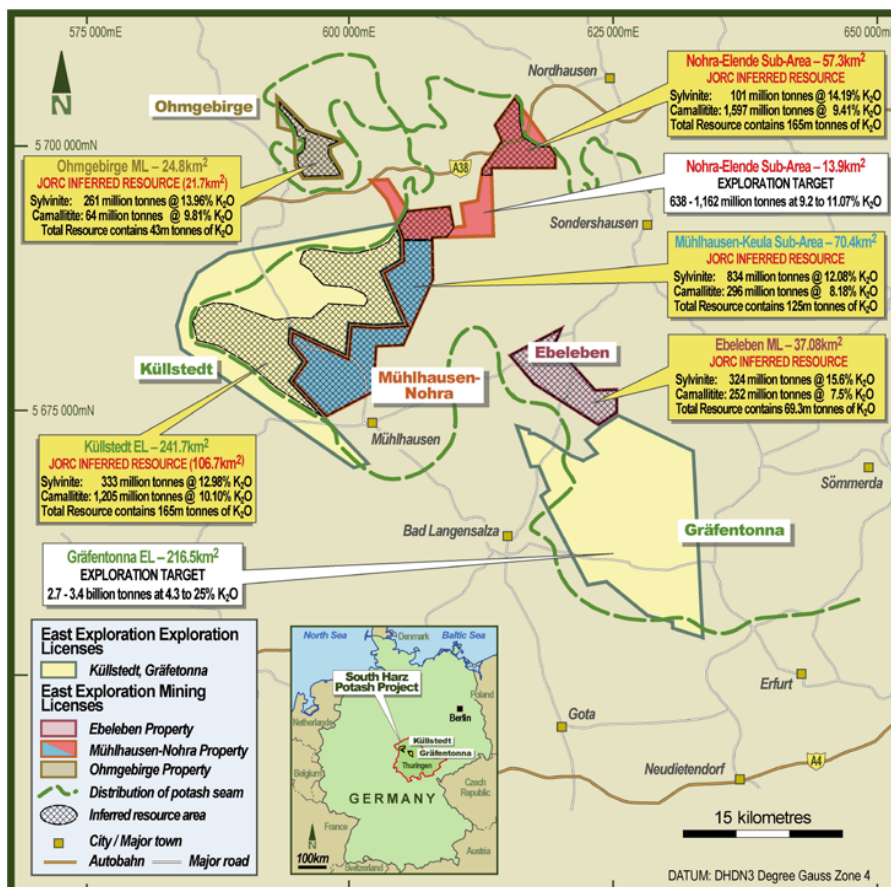 575 000mE
600 000mE
625 000mE
650 000mE
N
Nordhausen
Ohmgebirge
Nohra-Elende Sub-Area – 57.3km²
JORC INFERRED RESOURCE
Sylvinite: 101 million tonnes @ 14.19% K₂O
Carnallitite: 1,597 million tonnes @ 9.41% K₂O
Total Resource contains 165m tonnes of K₂O
5 700 000mN
A38
Ohmgebirge ML – 24.8km²
JORC INFERRED RESOURCE (21.7km²)
Sylvinite: 261 million tonnes @ 13.96% K₂O
Carnallitite: 64 million tonnes @ 9.81% K₂O
Total Resource contains 43m tonnes of K₂O
Nohra-Elende Sub-Area – 13.9km²
EXPLORATION TARGET
638 - 1,162 million tonnes at 9.2 to 11.07% K₂O
Sondershausen
Mühlhausen-Keula Sub-Area – 70.4km²
JORC INFERRED RESOURCE
Sylvinite: 834 million tonnes @ 12.08% K₂O
Carnallitite: 296 million tonnes @ 8.18% K₂O
Total Resource contains 125m tonnes of K₂O
Ebeleben
Küllstedt
Mühlhausen-
Nohra
Ebeleben ML – 37.08km²
JORC INFERRED RESOURCE
Sylvinite: 324 million tonnes @ 15.6% K₂O
Carnallitite: 252 million tonnes @ 7.5% K₂O
Total Resource contains 69.3m tonnes of K₂O
5 675 000mN
Mühlhausen
Küllstedt EL – 241.7km²
JORC INFERRED RESOURCE (106.7km²)
Sylvinite: 333 million tonnes @ 12.98% K₂O
Carnallitite: 1,205 million tonnes @ 10.10% K₂O
Total Resource contains 165m tonnes of K₂O
Sömmerda
Bad Langensalza
Gräfentonna
Gräfentonna EL – 216.5km²
EXPLORATION TARGET
2.7 - 3.4 billion tonnes at 4.3 to 25% K₂O
East Exploration Exploration
Licenses
Küllstedt, Gräfetonna
East Exploration Mining
Licenses
Ebeleben Property
Mühlhausen-Nohra Property
Ohmgebirge Property
Distribution of potash seam
Inferred resource area
City / Major town
Autobahn
Major road
North Sea
Denmark
Baltic Sea
South Harz
Potash Project
Poland
Berlin
Netherlands
Küllstedt
Gräfentonna
Thuringen
Belgium
GERMANY
Czech
Republic
France
N
100km
Austria
Switzerland
Erfurt
Gota
Neudietendorf
A4
15 kilometres
DATUM: DHDN3 Degree Gauss Zone 4